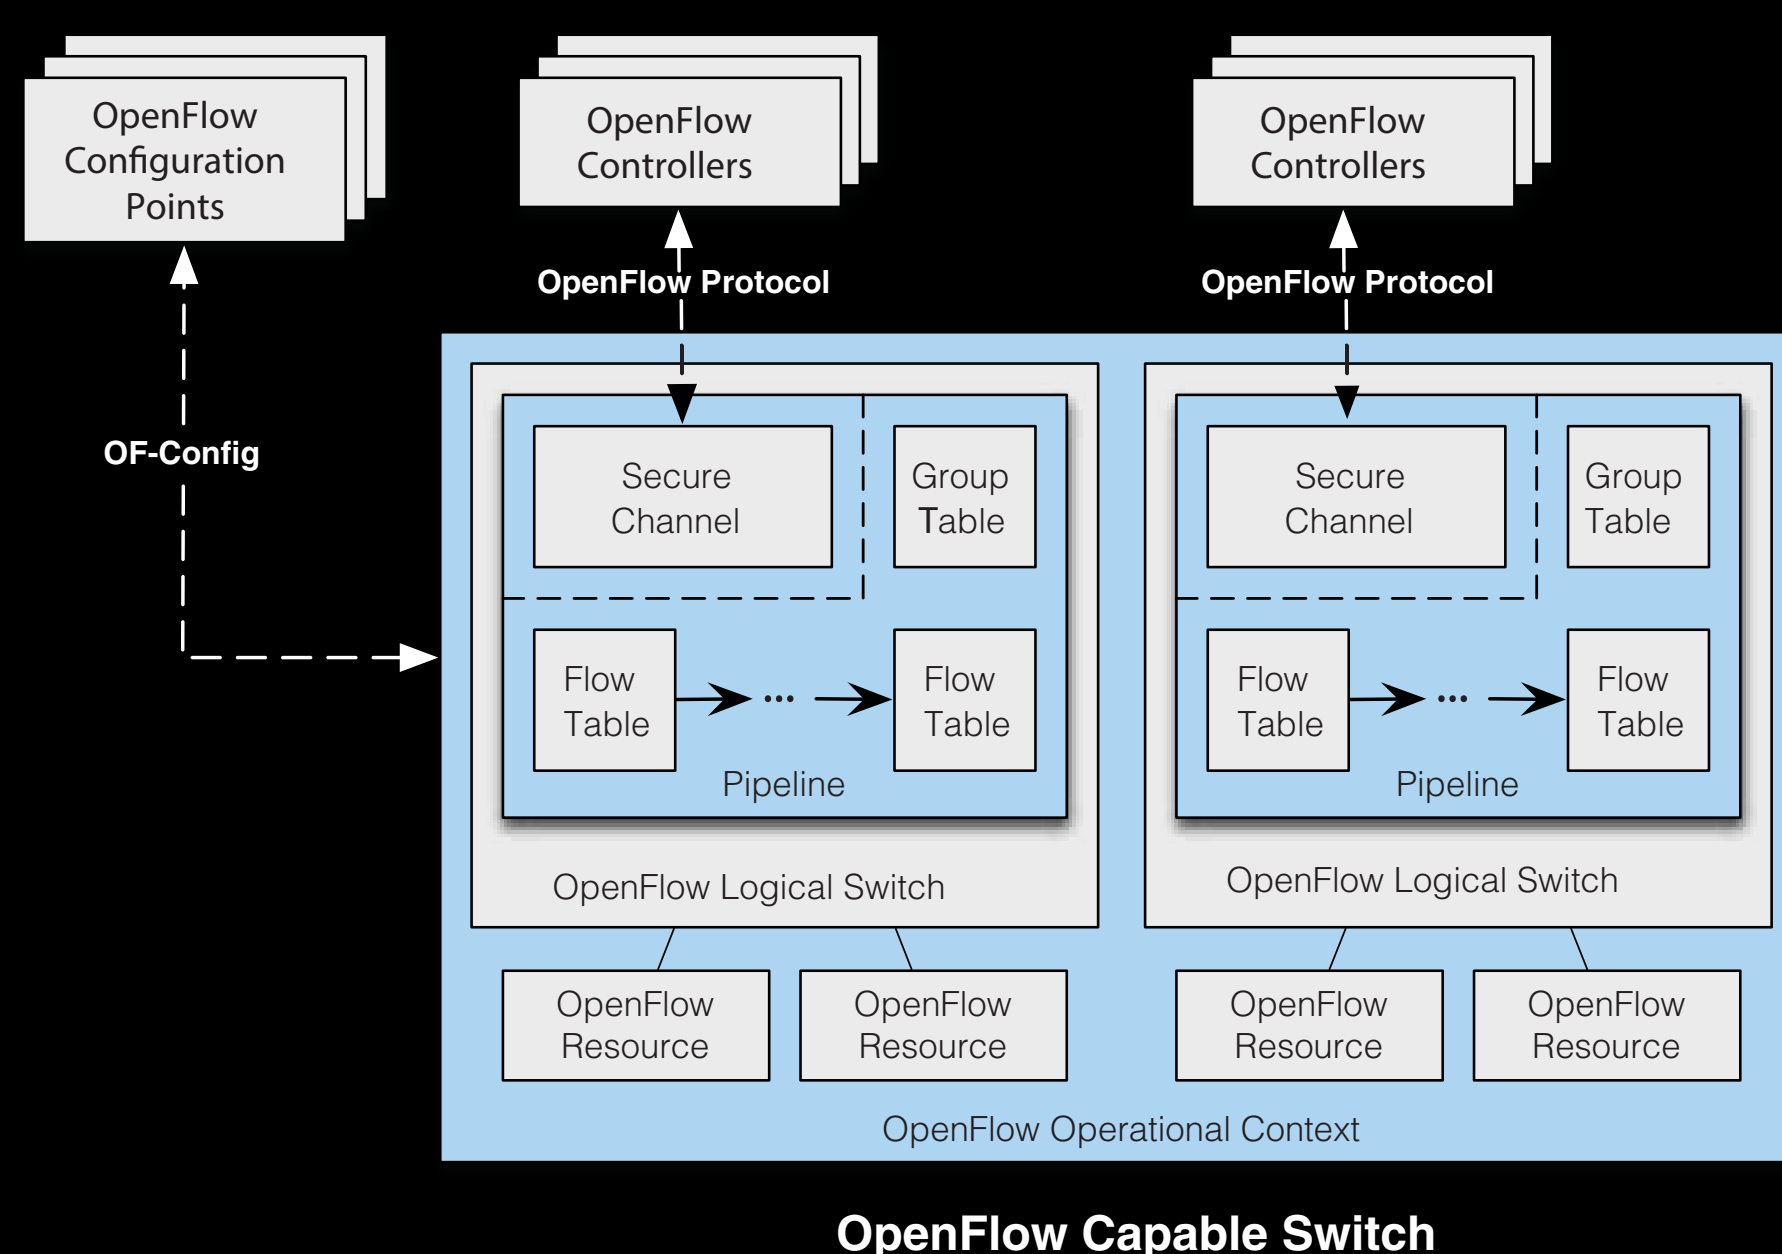 OpenFlow
Configuration
Points
OpenFlow
Controllers
OpenFlow
Controllers
OpenFlow Protocol
OpenFlow Protocol
OF-Config
Secure
Channel
Group
Table
Flow
Table
...
Flow
Table
Pipeline
OpenFlow Logical Switch
Secure
Channel
Group
Table
Flow
Table
...
Flow
Table
Pipeline
OpenFlow Logical Switch
OpenFlow
Resource
OpenFlow
Resource
OpenFlow
Resource
OpenFlow
Resource
OpenFlow Operational Context
OpenFlow Capable Switch